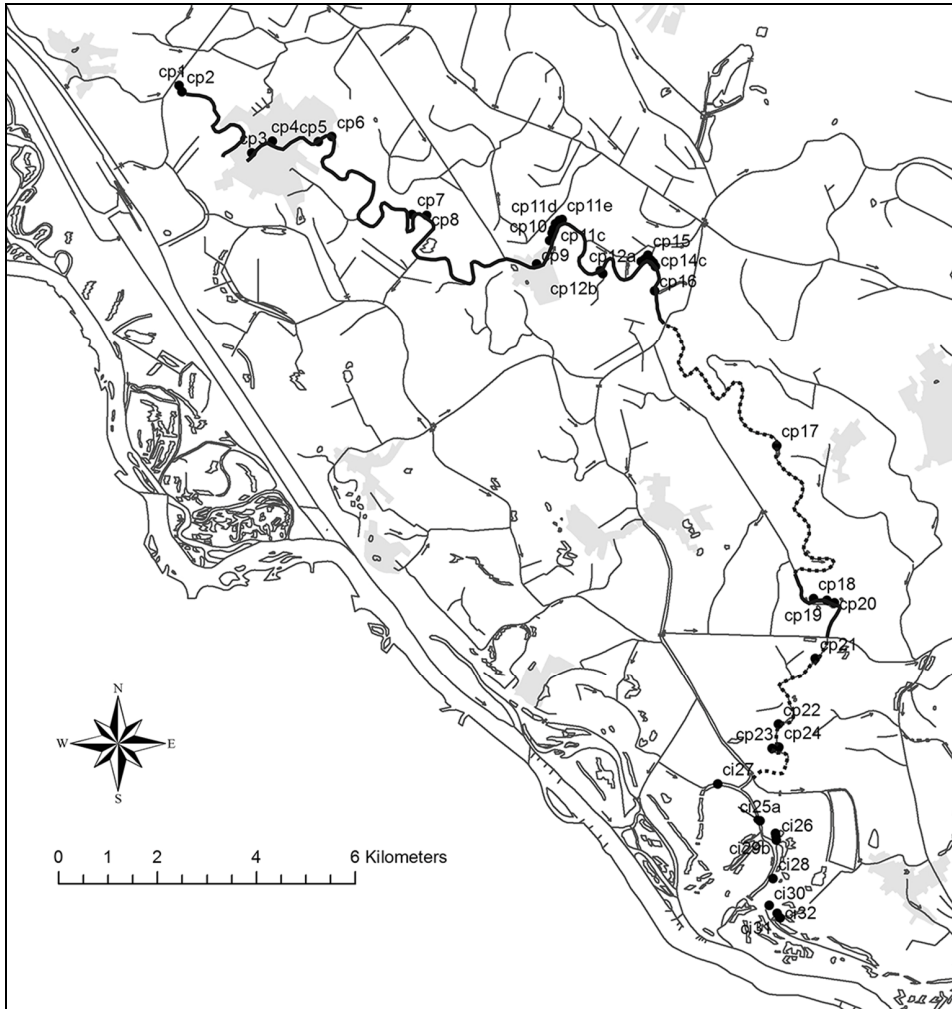 cp1
cp2
cp3
cp4
cp5
cp6
cp7
cp8
cp11d
cp11e
cp10
cp11c
cp9
cp12a
cp15
cp14c
cp12b
cp16
cp17
cp18
cp19
cp20
cp21
cp22
cp23
cp24
ci27
ci25a
ci26
ci29b
ci28
ci30
ci32
ci31
N
W
E
S
0 1 2 4 6 Kilometers